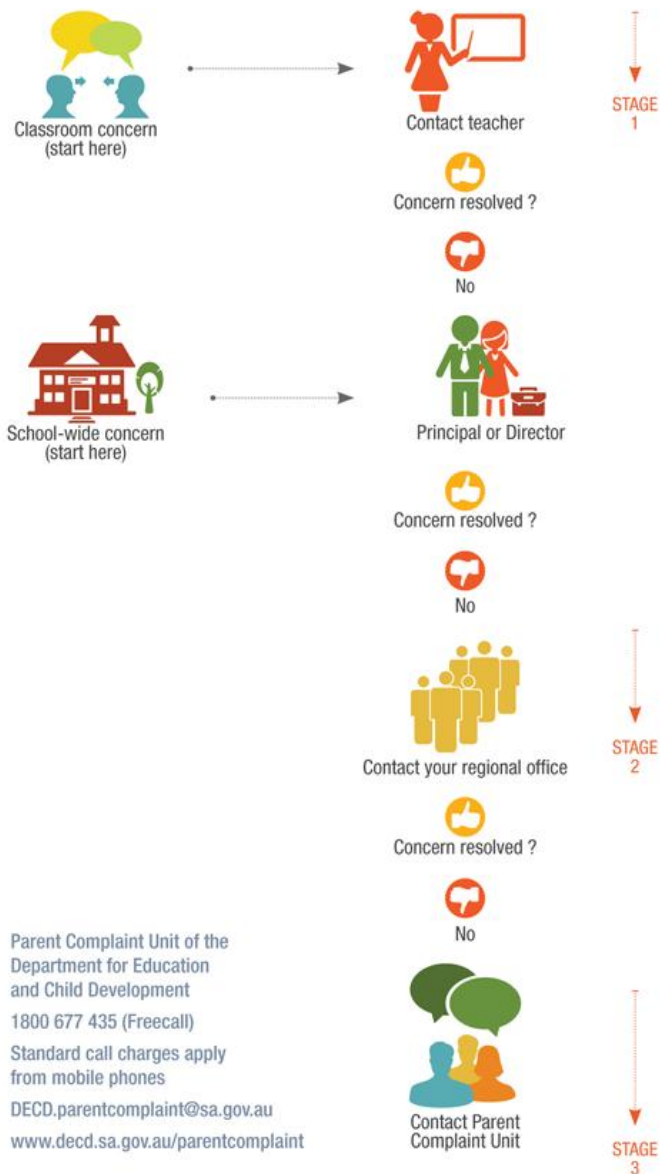 Classroom concern
(start here)
Contact teacher
STAGE
1
Concern resolved ?
No
School-wide concern
(start here)
Principal or Director
Concern resolved ?
No
Contact your regional office
STAGE
2
Concern resolved ?
No
Parent Complaint Unit of the
Department for Education
and Child Development
1800 677 435 (Freecall)
Standard call charges apply
from mobile phones
DECD.parentcomplaint@sa.gov.au
www.decd.sa.gov.au/parentcomplaint
Contact Parent
Complaint Unit
STAGE
3